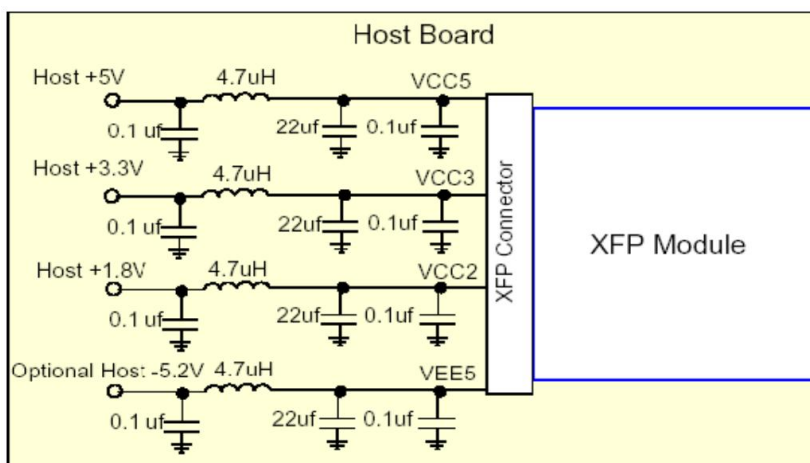 Host Board
Host +5V
4.7uH
VCC5
0.1 uf
22uf
0.1uf
Host +3.3V
4.7uH
VCC3
0.1 uf
22uf
0.1uf
Host +1.8V
4.7uH
VCC2
0.1 uf
22uf
0.1uf
Optional Host -5.2V
4.7uH
VEE5
0.1 uf
22uf
0.1uf
XFP Connector
XFP Module